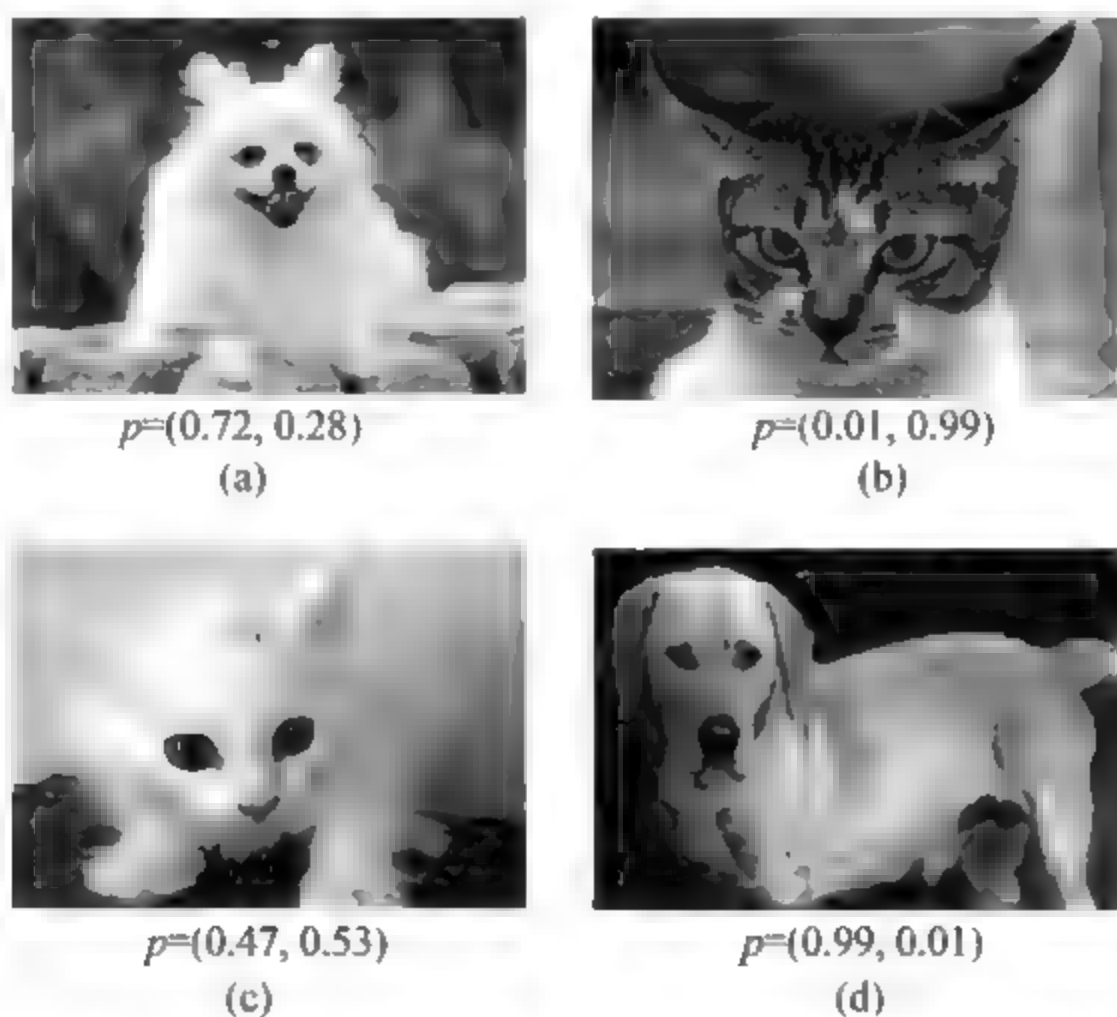 p=(0.72, 0.28)
(a)
p=(0.01, 0.99)
(b)
p=(0.47, 0.53)
(c)
p=(0.99, 0.01)
(d)